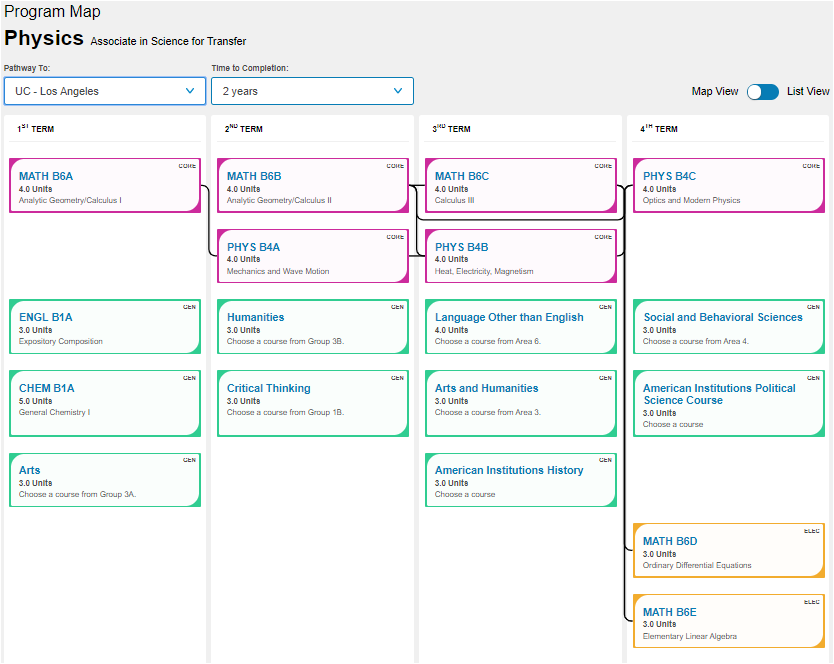 Program Map
Physics Associate in Science for Transfer
Pathway To:
Time to Completion:
UC - Los Angeles
2 years
Map View
List View
1ST TERM
CORE
MATH B6A
4.0 Units
Analytic Geometry/Calculus I
GEN
ENGL B1A
3.0 Units
Expository Composition
GEN
CHEM B1A
5.0 Units
General Chemistry I
GEN
Arts
3.0 Units
Choose a course from Group 3A.
2ND TERM
CORE
MATH B6B
4.0 Units
Analytic Geometry/Calculus II
CORE
PHYS B4A
4.0 Units
Mechanics and Wave Motion
GEN
Humanities
3.0 Units
Choose a course from Group 3B.
GEN
Critical Thinking
3.0 Units
Choose a course from Group 1B.
3RD TERM
CORE
MATH B6C
4.0 Units
Calculus III
CORE
PHYS B4B
4.0 Units
Heat, Electricity, Magnetism
GEN
Language Other than English
4.0 Units
Choose a course from Area 6.
GEN
Arts and Humanities
3.0 Units
Choose a course from Area 3.
GEN
American Institutions History
3.0 Units
Choose a course
4TH TERM
CORE
PHYS B4C
4.0 Units
Optics and Modern Physics
GEN
Social and Behavioral Sciences
3.0 Units
Choose a course from Area 4.
GEN
American Institutions Political
Science Course
3.0 Units
Choose a course
ELEC
MATH B6D
3.0 Units
Ordinary Differential Equations
ELEC
MATH B6E
3.0 Units
Elementary Linear Algebra